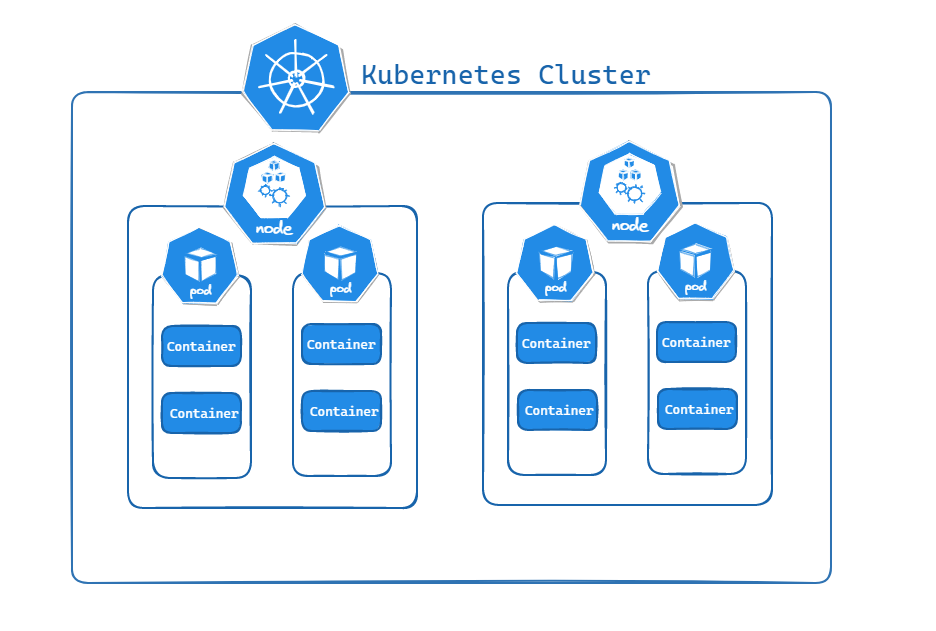 Kubernetes Cluster
node
node
pod
pod
pod
pod
Container
Container
Container
Container
Container
Container
Container
Container